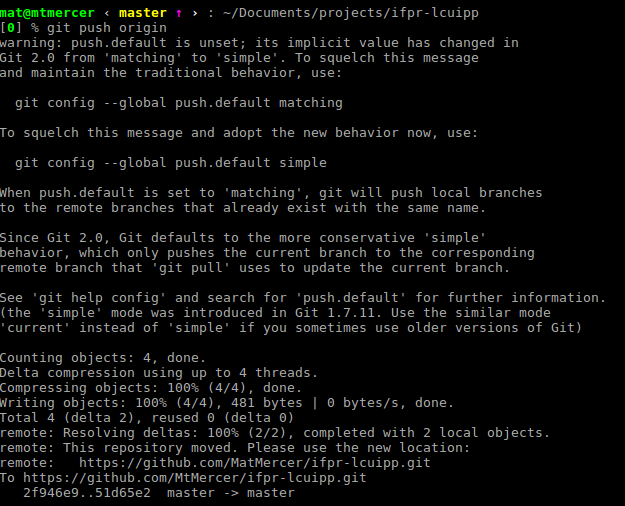 mat@mtmercer ‹ master ↑ › : ~/Documents/projects/ifpr-lcuipp
[0] % git push origin
warning: push.default is unset; its implicit value has changed in
Git 2.0 from 'matching' to 'simple'. To squelch this message
and maintain the traditional behavior, use:
git config --global push.default matching
To squelch this message and adopt the new behavior now, use:
git config --global push.default simple
When push.default is set to 'matching', git will push local branches
to the remote branches that already exist with the same name.
Since Git 2.0, Git defaults to the more conservative 'simple'
behavior, which only pushes the current branch to the corresponding
remote branch that 'git pull' uses to update the current branch.
See 'git help config' and search for 'push.default' for further information.
(the 'simple' mode was introduced in Git 1.7.11. Use the similar mode
'current' instead of 'simple' if you sometimes use older versions of Git)
Counting objects: 4, done.
Delta compression using up to 4 threads.
Compressing objects: 100% (4/4), done.
Writing objects: 100% (4/4), 481 bytes | 0 bytes/s, done.
Total 4 (delta 2), reused 0 (delta 0)
remote: Resolving deltas: 100% (2/2), completed with 2 local objects.
remote: This repository moved. Please use the new location:
remote:   https://github.com/MatMercer/ifpr-lcuipp.git
To https://github.com/MtMercer/ifpr-lcuipp.git
2f946e9..51d65e2  master -> master